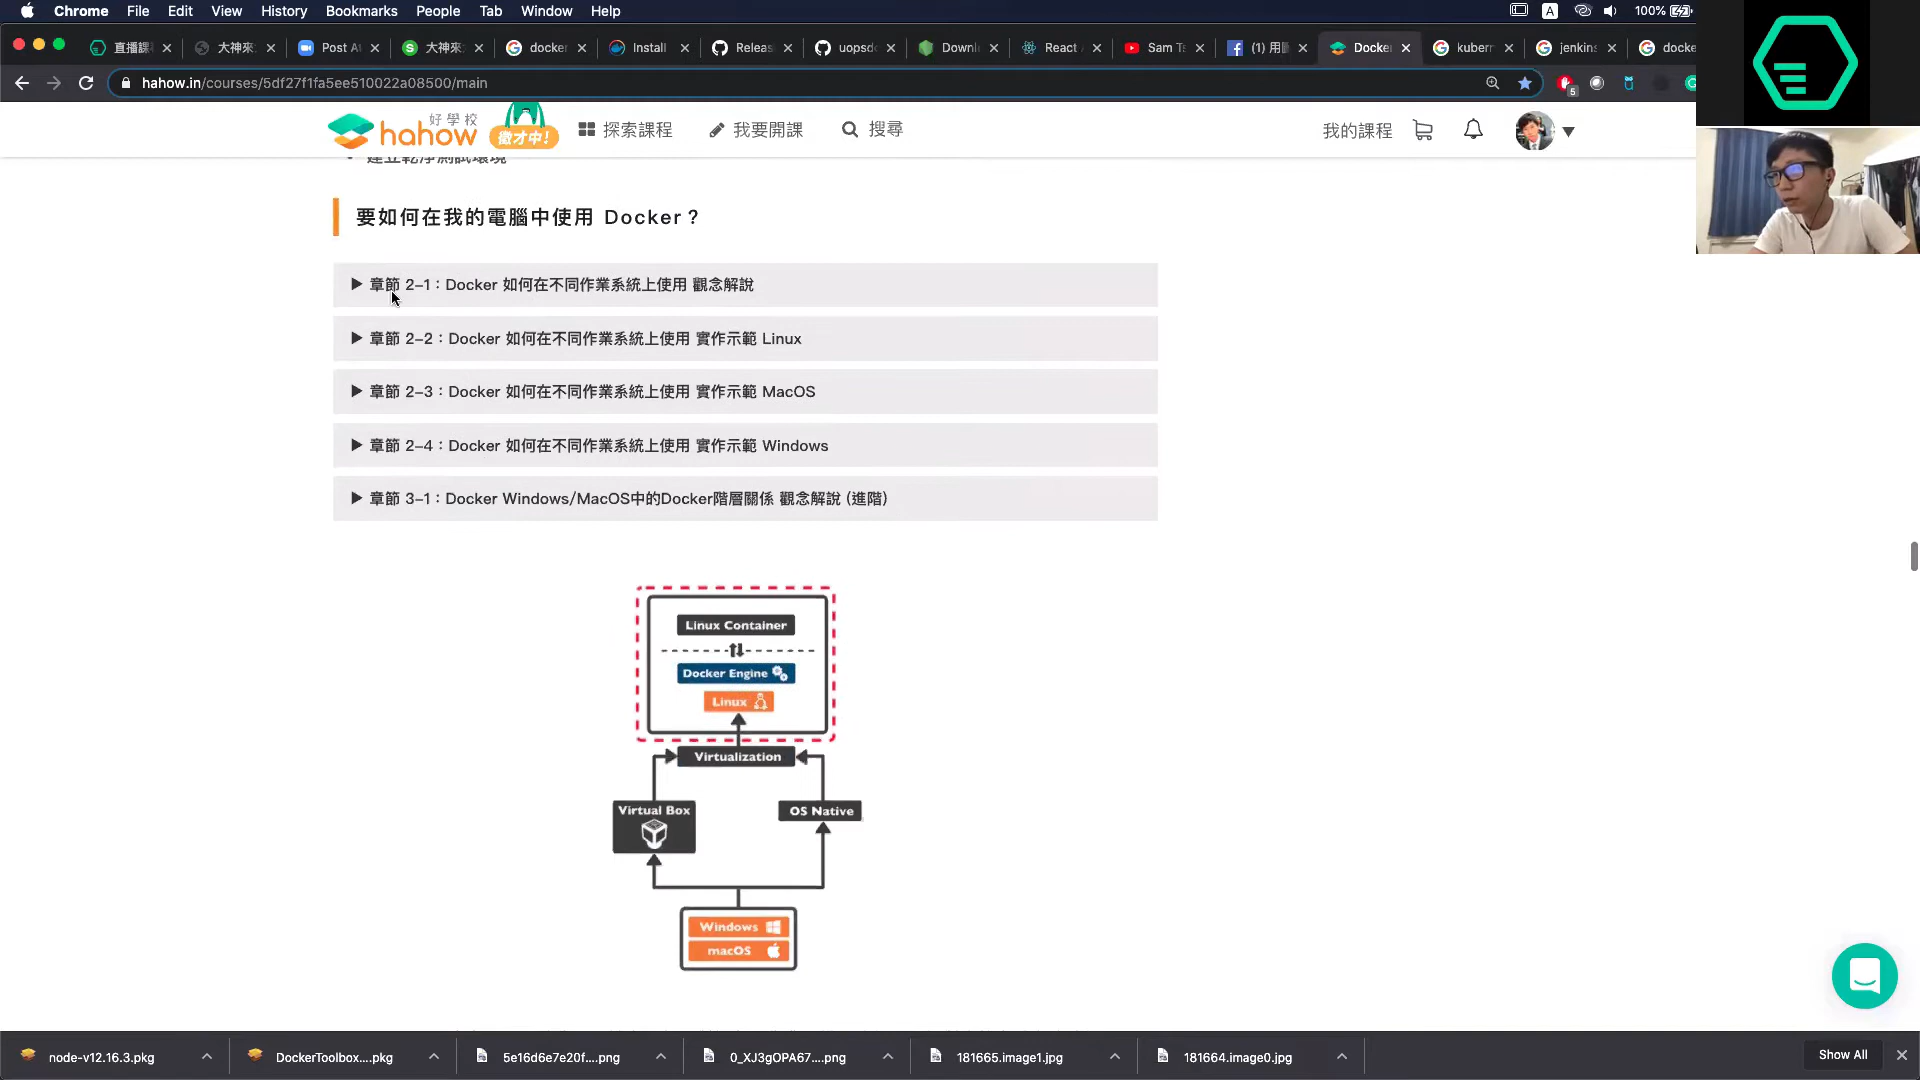 Chrome File Edit View History Bookmarks People Tab Window Help
A 100%
直播課 大神來 Post A 大神來 docker Install Releas uopsd Downl React Sam Ts (1) 用 Docke kubern jenkins docke
hahow.in/courses/5df27f1fa5ee510022a08500/main
5
hahow 好學校 徵才中! 探索課程 我要開課 搜尋 我的課程
建立乾淨測試環境
要如何在我的電腦中使用 Docker？
章節 2-1：Docker 如何在不同作業系統上使用 觀念解說
章節 2-2：Docker 如何在不同作業系統上使用 實作示範 Linux
章節 2-3：Docker 如何在不同作業系統上使用 實作示範 MacOS
章節 2-4：Docker 如何在不同作業系統上使用 實作示範 Windows
章節 3-1：Docker Windows/MacOS中的Docker階層關係 觀念解說 (進階)
Linux Container
Docker Engine
Linux
Virtualization
Virtual Box
OS Native
Windows
macOS
node-v12.16.3.pkg DockerToolbox....pkg 5e16d6e7e20f....png 0_XJ3gOPA67....png 181665.image1.jpg 181664.image0.jpg Show All